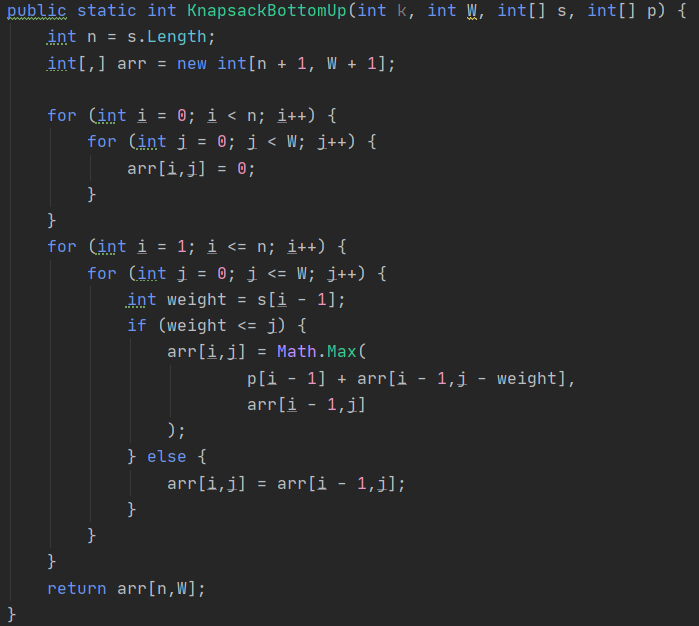 public static int KnapsackBottomUp(int k, int W, int[] s, int[] p) {
    int n = s.Length;
    int[,] arr = new int[n + 1, W + 1];

    for (int i = 0; i < n; i++) {
        for (int j = 0; j < W; j++) {
            arr[i,j] = 0;
        }
    }
    for (int i = 1; i <= n; i++) {
        for (int j = 0; j <= W; j++) {
            int weight = s[i - 1];
            if (weight <= j) {
                arr[i,j] = Math.Max(
                        p[i - 1] + arr[i - 1,j - weight],
                        arr[i - 1,j]
                );
            } else {
                arr[i,j] = arr[i - 1,j];
            }
        }
    }
    return arr[n,W];
}